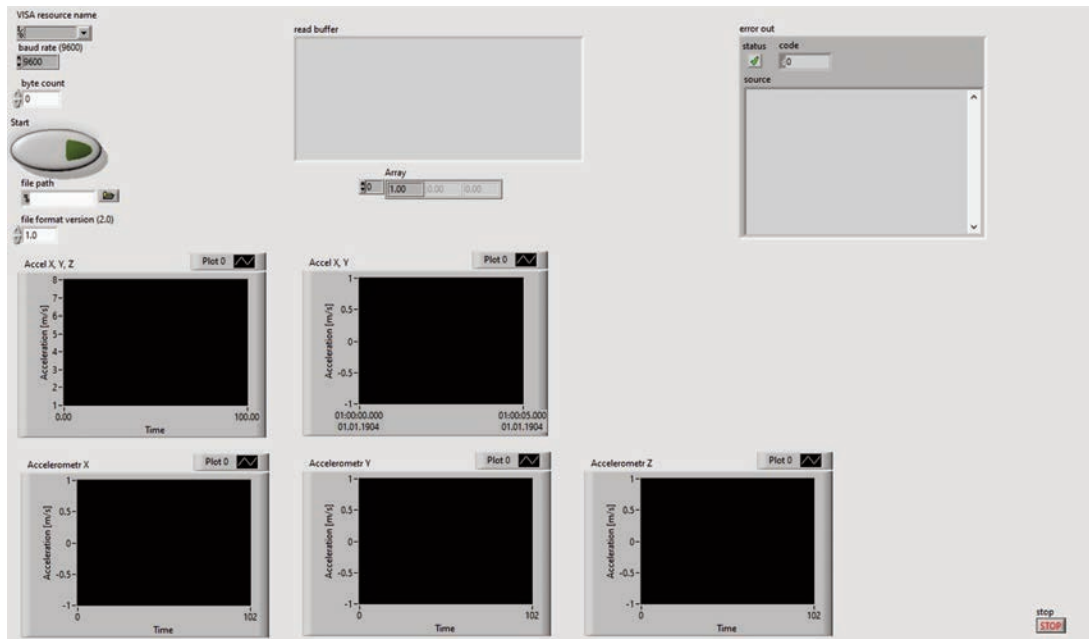 VISA resource name
baud rate (9600)
9600
byte count
0
Start
file path
file format version (2.0)
1.0
read buffer
Array
0 1.00 0.00 0.00
error out
status code
0
source
Accel X, Y, Z Plot 0
Acceleration [m/s]
8
7
6
5
4
3
2
1
0.00 100.00
Time
Accel X, Y Plot 0
Acceleration [m/s]
1
0.5
0
-0.5
-1
01:00:00.000 01:00:05.000
01.01.1904 01.01.1904
Accelerometr X Plot 0
Acceleration [m/s]
1
0.5
0
-0.5
-1
0 102
Time
Accelerometr Y Plot 0
Acceleration [m/s]
1
0.5
0
-0.5
-1
0 102
Time
Accelerometr Z Plot 0
Acceleration [m/s]
1
0.5
0
-0.5
-1
0 102
Time
stop
STOP